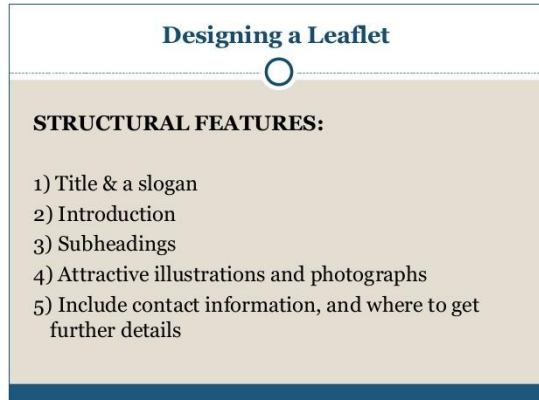 Designing a Leaflet
STRUCTURAL FEATURES:
1) Title & a slogan
2) Introduction
3) Subheadings
4) Attractive illustrations and photographs
5) Include contact information, and where to get
further details